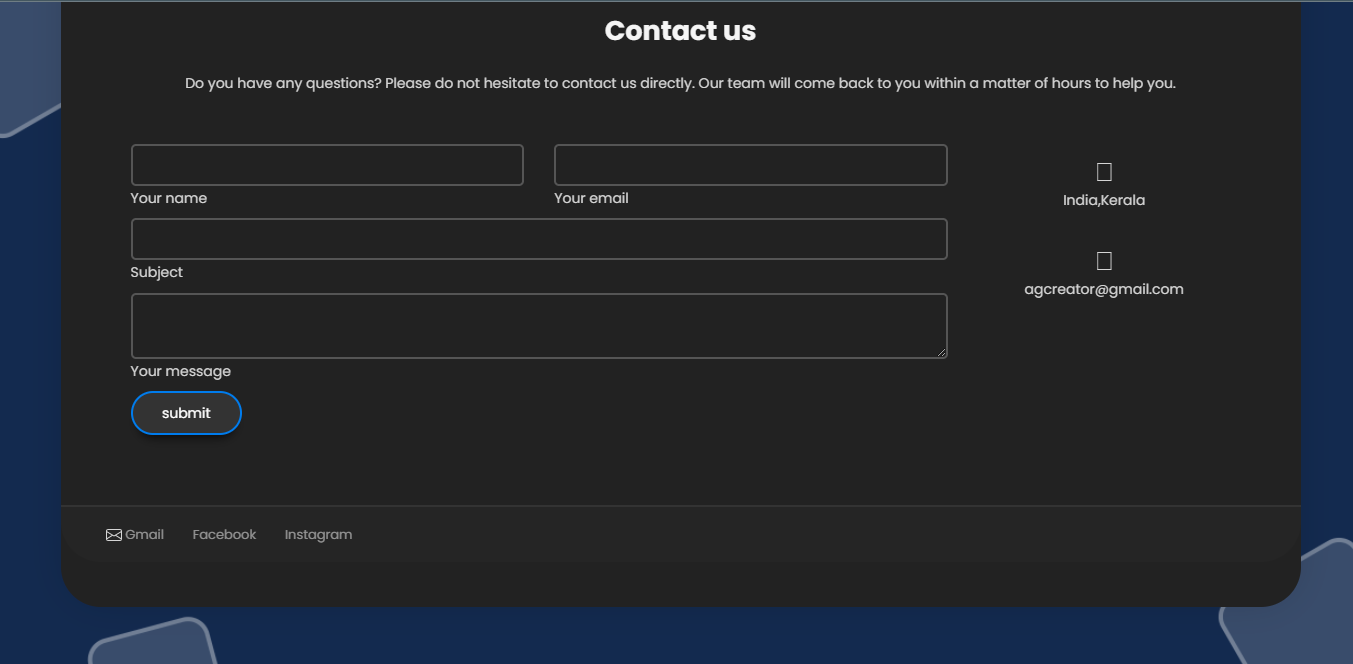 Contact us
Do you have any questions? Please do not hesitate to contact us directly. Our team will come back to you within a matter of hours to help you.
Your name
Your email
Subject
Your message
submit
India,Kerala
agcreator@gmail.com
Gmail Facebook Instagram